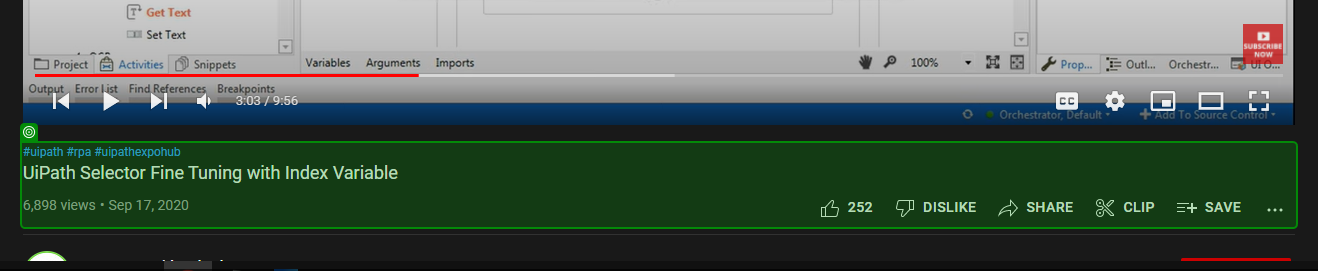 Get Text
Set Text
SUBSCRIBE NOW
Project Activities Snippets Variables Arguments Imports 100% Prop... Outl... Orchestr... UI O...
Output Error List Find References Breakpoints
3:03 / 9:56 CC
Orchestrator, Default Add To Source Control
#uipath #rpa #uipathexpohub
UiPath Selector Fine Tuning with Index Variable
6,898 views • Sep 17, 2020 252 DISLIKE SHARE CLIP SAVE ...